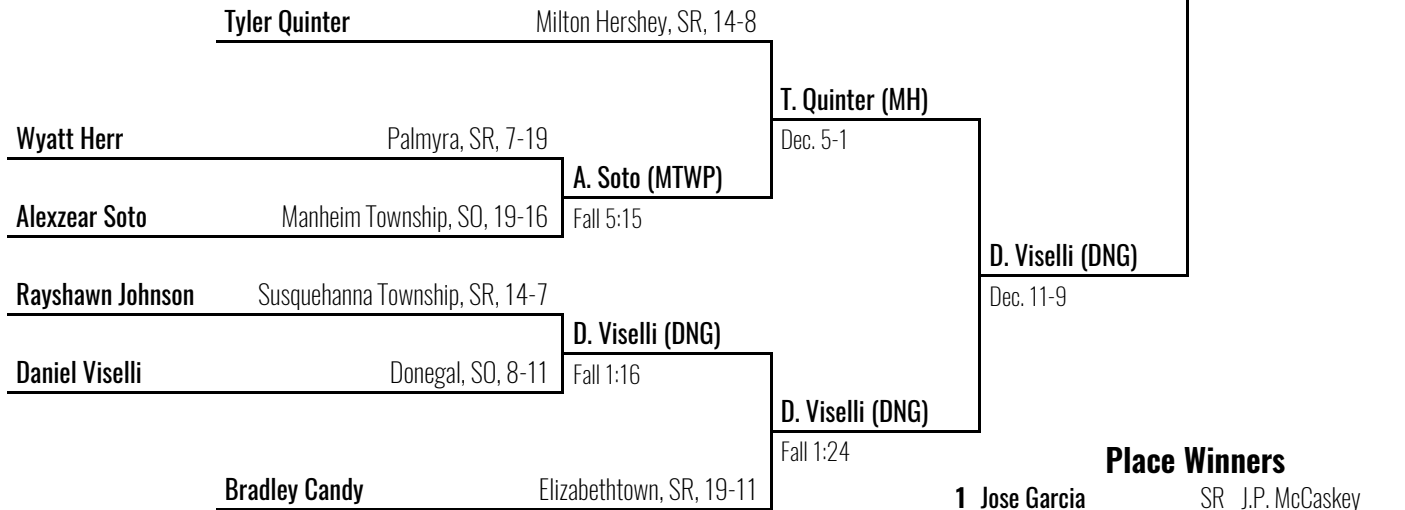 Tyler Quinter Milton Hershey, SR, 14-8
T. Quinter (MH)
Dec. 5-1
Wyatt Herr Palmyra, SR, 7-19
A. Soto (MTWP)
Fall 5:15
Alexzear Soto Manheim Township, SO, 19-16
D. Viselli (DNG)
Dec. 11-9
Rayshawn Johnson Susquehanna Township, SR, 14-7
D. Viselli (DNG)
Fall 1:16
Daniel Viselli Donegal, SO, 8-11
D. Viselli (DNG)
Fall 1:24
Bradley Candy Elizabethtown, SR, 19-11
Place Winners
1 Jose Garcia SR J.P. McCaskey